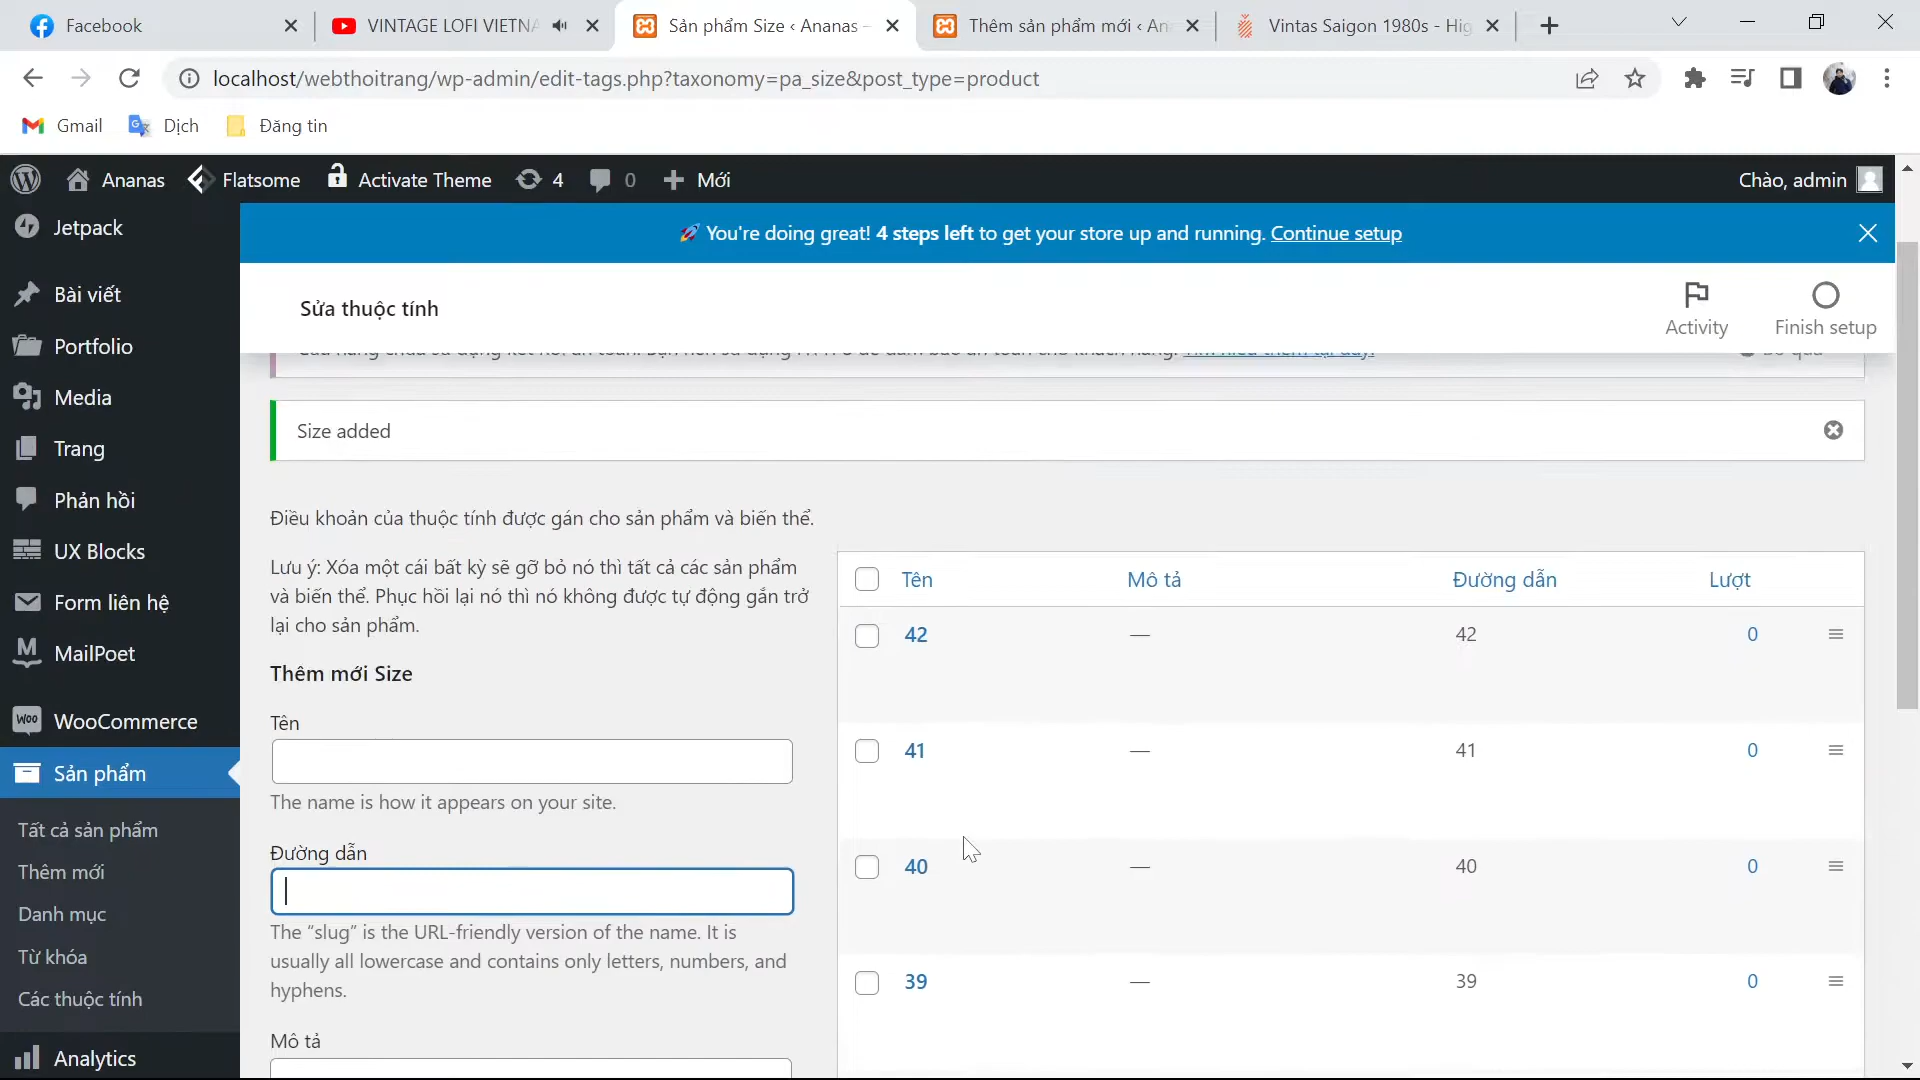 Facebook
VINTAGE LOFI VIETNA
Sản phẩm Size ‹ Ananas –
Thêm sản phẩm mới ‹ An
Vintas Saigon 1980s - Hig
localhost/webthoitrang/wp-admin/edit-tags.php?taxonomy=pa_size&post_type=product
Gmail
Dịch
Đăng tin
Ananas
Flatsome
Activate Theme
4
0
Mới
Chào, admin
Jetpack
Bài viết
Portfolio
Media
Trang
Phản hồi
UX Blocks
Form liên hệ
MailPoet
WooCommerce
Sản phẩm
Tất cả sản phẩm
Thêm mới
Danh mục
Từ khóa
Các thuộc tính
Analytics
🚀 You're doing great! 4 steps left to get your store up and running. Continue setup
Sửa thuộc tính
Activity
Finish setup
Size added
Điều khoản của thuộc tính được gán cho sản phẩm và biến thể.
Lưu ý: Xóa một cái bất kỳ sẽ gỡ bỏ nó thì tất cả các sản phẩm
và biến thể. Phục hồi lại nó thì nó không được tự động gắn trở
lại cho sản phẩm.
Thêm mới Size
Tên
The name is how it appears on your site.
Đường dẫn
The “slug” is the URL-friendly version of the name. It is
usually all lowercase and contains only letters, numbers, and
hyphens.
Mô tả
Tên Mô tả Đường dẫn Lượt
42 — 42 0
41 — 41 0
40 — 40 0
39 — 39 0